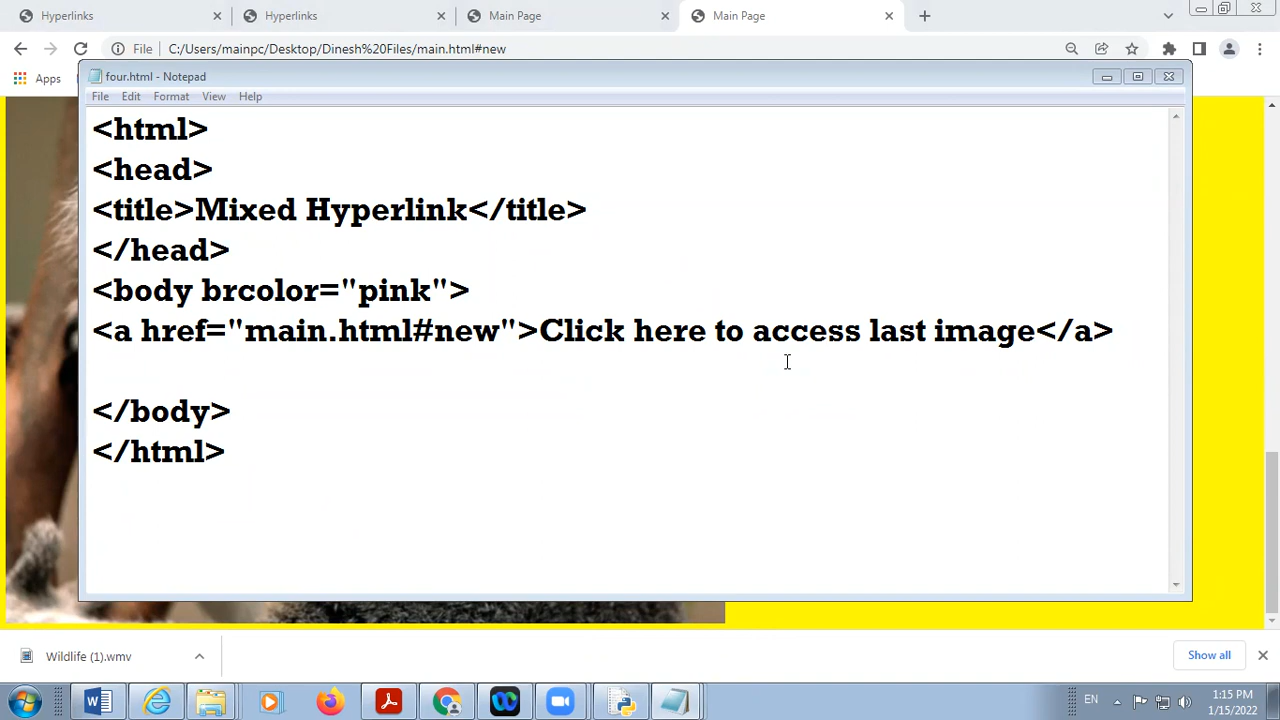 Hyperlinks
Hyperlinks
Main Page
Main Page
File
C:/Users/mainpc/Desktop/Dinesh%20Files/main.html#new
Apps
four.html - Notepad
File Edit Format View Help
<html>
<head>
<title>Mixed Hyperlink</title>
</head>
<body brcolor="pink">
<a href="main.html#new">Click here to access last image</a>
</body>
</html>
Wildlife (1).wmv
Show all
EN
1:15 PM
1/15/2022